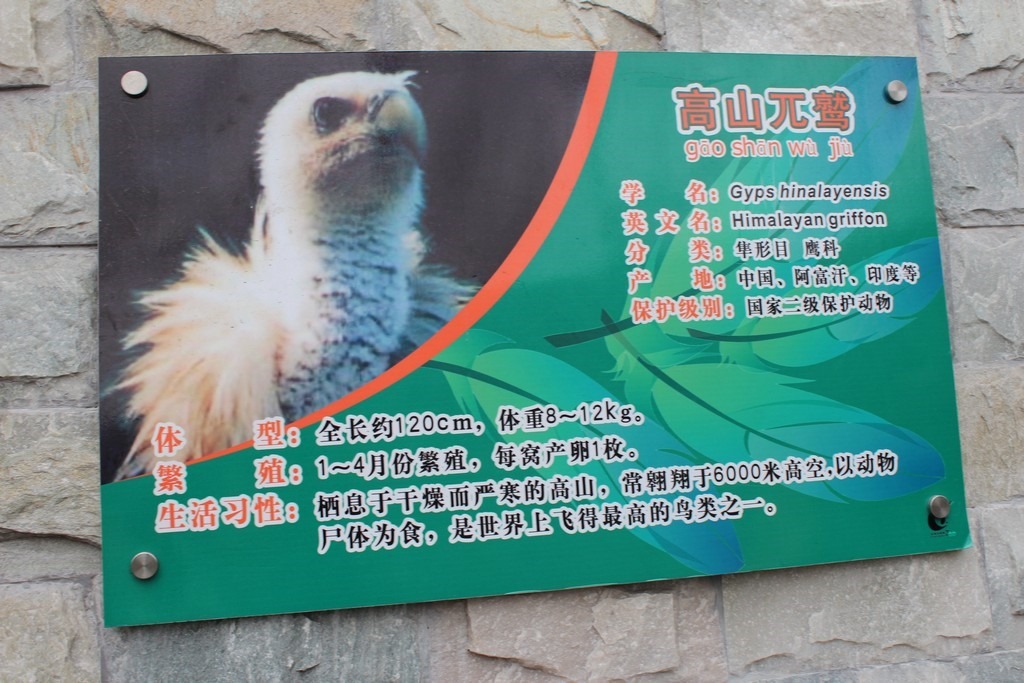 高山兀鹫
gāo shān wù jiù
学 名：Gyps hinalayensis
英文名：Himalayan griffon
分 类：隼形目 鹰科
产 地：中国、阿富汗、印度等
保护级别：国家二级保护动物
体 型：全长约120cm，体重8～12kg。
繁 殖：1～4月份繁殖，每窝产卵1枚。
生活习性：栖息于干燥而严寒的高山，常翱翔于6000米高空,以动物
尸体为食，是世界上飞得最高的鸟类之一。